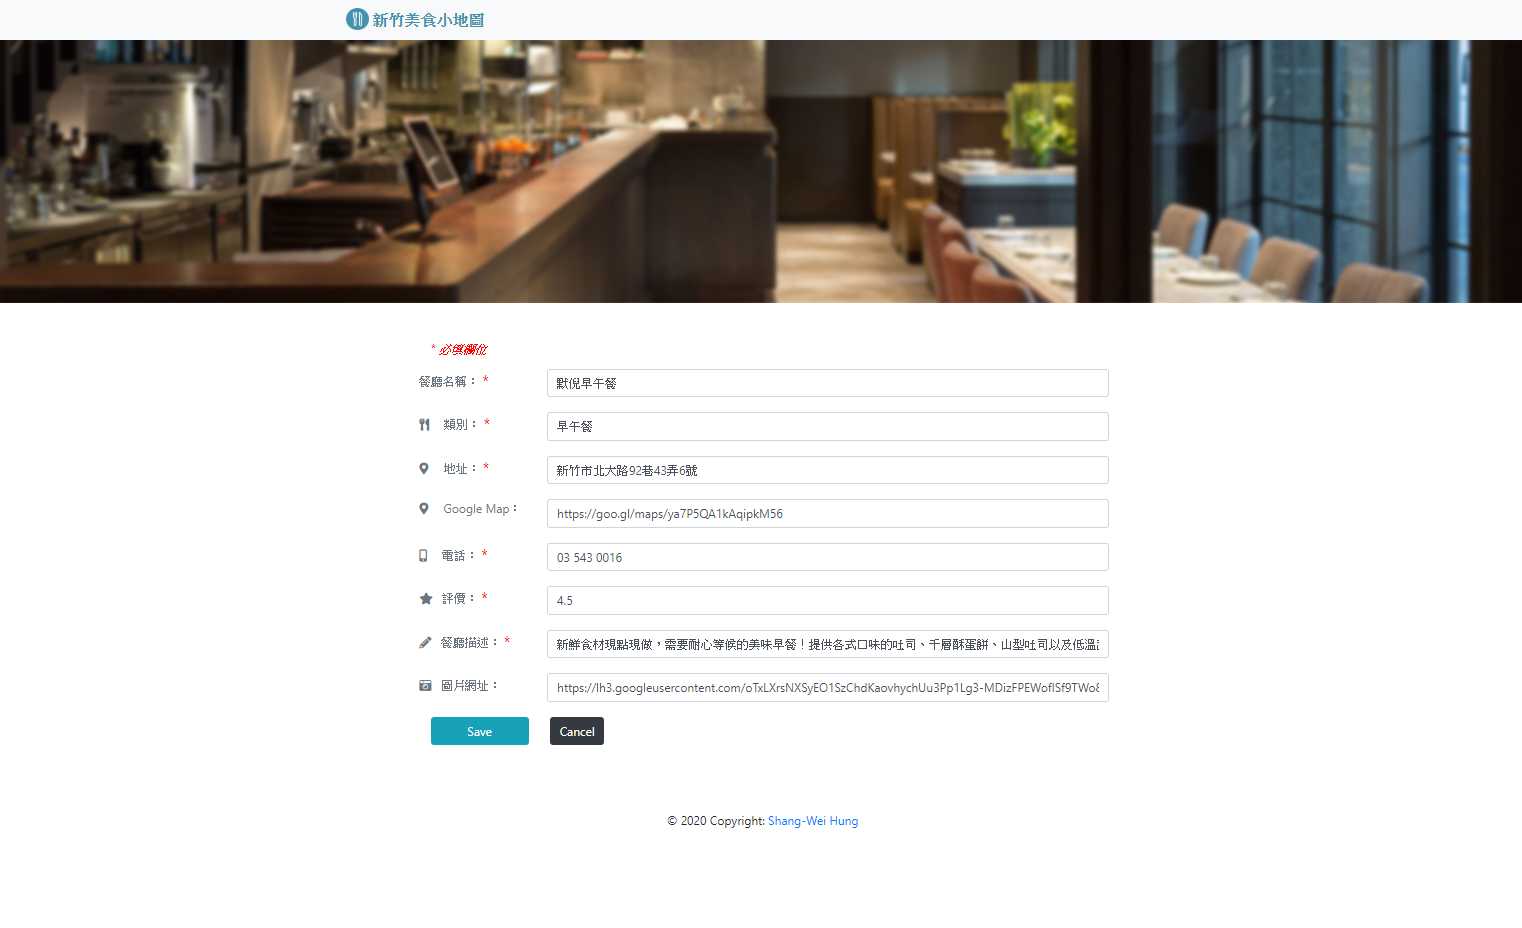 新竹美食小地圖
* 必填欄位
餐廳名稱： *
默倪早午餐
類別： *
早午餐
地址： *
新竹市北大路92巷43弄6號
Google Map：
https://goo.gl/maps/ya7P5QA1kAqipkM56
電話： *
03 543 0016
評價： *
4.5
餐廳描述： *
新鮮食材現點現做，需要耐心等候的美味早餐！提供各式口味的吐司、千層酥蛋餅、山型吐司以及低溫
圖片網址：
https://lh3.googleusercontent.com/oTxLXrsNXSyEO1SzChdKaovhychUu3Pp1Lg3-MDizFPEWofISf9TWo8
Save
Cancel
© 2020 Copyright: Shang-Wei Hung